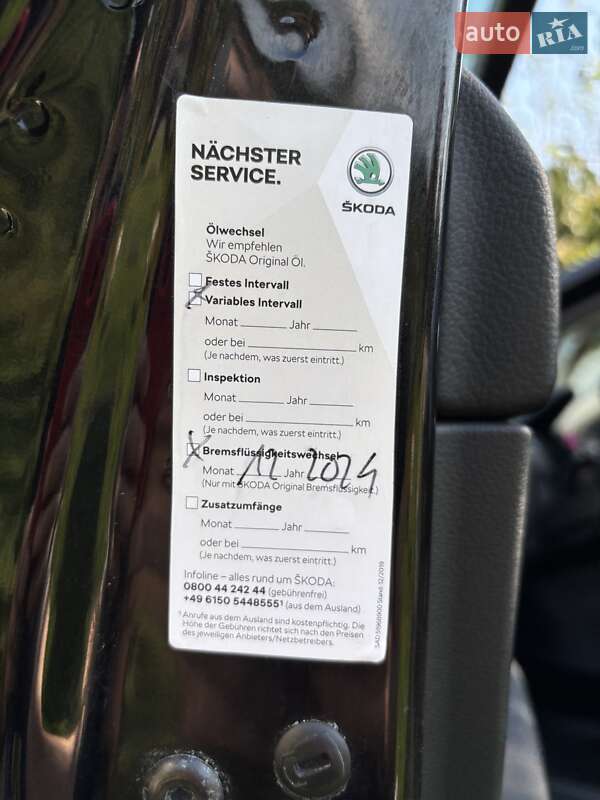 auto RIA .com
NÄCHSTER
SERVICE.
ŠKODA
Ölwechsel
Wir empfehlen
ŠKODA Original Öl.
Festes Intervall
X Variables Intervall
Monat Jahr
oder bei km
(Je nachdem, was zuerst eintritt.)
Inspektion
Monat Jahr
oder bei km
(Je nachdem, was zuerst eintritt.)
X Bremsflüssigkeitswechsel
Monat 12 Jahr 2024
(Nur mit ŠKODA Original Bremsflüssigkeit.)
Zusatzumfänge
Monat Jahr
oder bei km
(Je nachdem, was zuerst eintritt.)
Infoline – alles rund um ŠKODA:
0800 44 242 44 (gebührenfrei)
+49 6150 5448555¹ (aus dem Ausland)
¹ Anrufe aus dem Ausland sind kostenpflichtig. Die
Höhe der Gebühren richtet sich nach den Preisen
des jeweiligen Anbieters/Netzbetreibers.